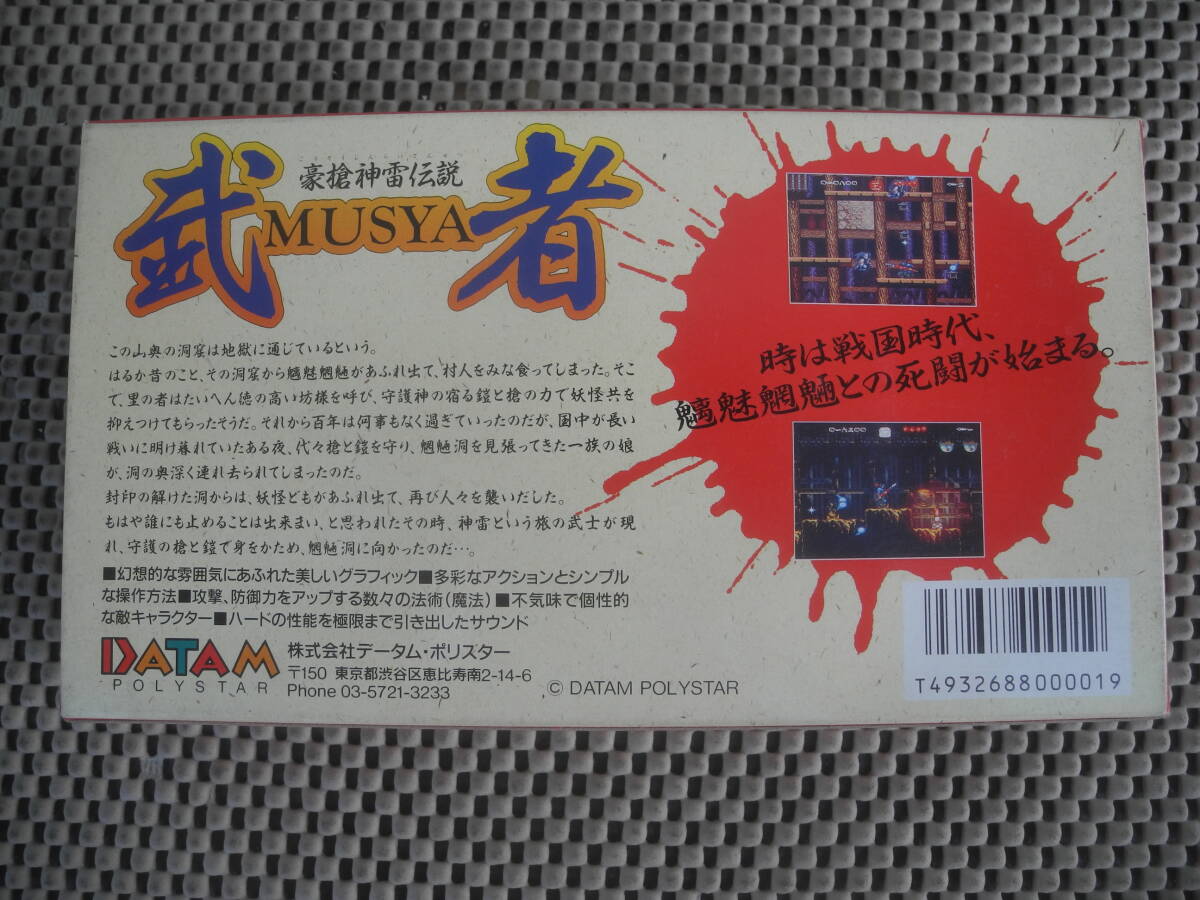 豪槍神雷伝説
武者
MUSYA
この山奥の洞窟は地獄に通じているという。
はるか昔のこと、その洞窟から魑魅魍魎があふれ出て、村人をみな食ってしまった。そこ
で、里の者はたいへん徳の高い坊様を呼び、守護神の宿る鎧と槍の力で妖怪共を
抑えつけてもらったそうだ。それから百年は何事もなく過ぎていったのだが、国中が長い
戦いに明け暮れていたある夜、代々槍と鎧を守り、魍魎洞を見張ってきた一族の娘
が、洞の奥深く連れ去られてしまったのだ。
封印の解けた洞からは、妖怪どもがあふれ出て、再び人々を襲いだした。
もはや誰にも止めることは出来まい、と思われたその時、神雷という旅の武士が現
れ、守護の槍と鎧で身をかため、魍魎洞に向かったのだ…。
■幻想的な雰囲気にあふれた美しいグラフィック■多彩なアクションとシンプル
な操作方法■攻撃、防御力をアップする数々の法術(魔法)■不気味で個性的
な敵キャラクター■ハードの性能を極限まで引き出したサウンド
DATAM
POLYSTAR
株式会社データム・ポリスター
〒150 東京都渋谷区恵比寿南2-14-6
Phone 03-5721-3233
© DATAM POLYSTAR
時は戦国時代、
魑魅魍魎との死闘が始まる。
T4932688000019